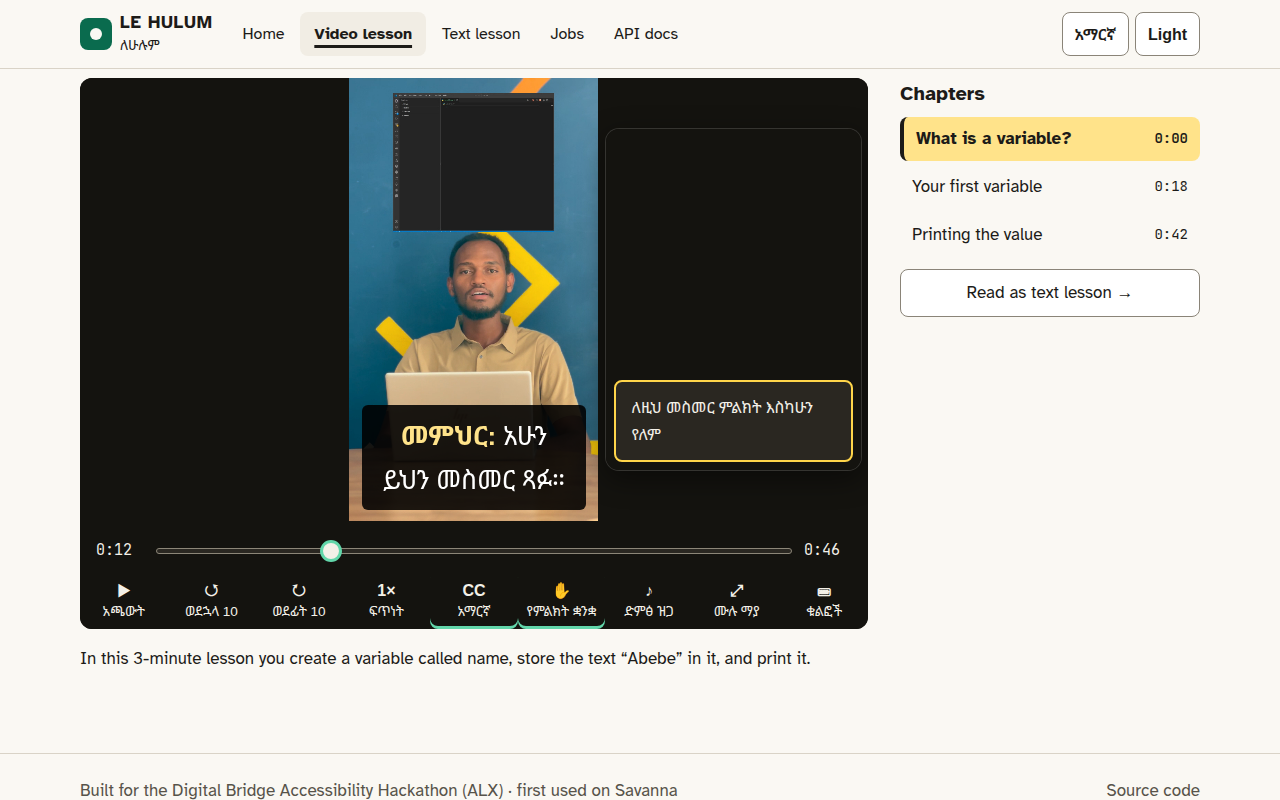 LE HULUM
ለሁሉም
Home
Video lesson
Text lesson
Jobs
API docs
አማርኛ
Light
Chapters
What is a variable?
0:00
Your first variable
0:18
Printing the value
0:42
Read as text lesson →
ለዚህ መስመር ምልክት እስካሁን
የለም
መምህር: አሁን
ይህን መስመር ጻፉ።
0:12
0:46
አጫውት
ወደኋላ 10
ወደፊት 10
1×
ፍጥነት
CC
አማርኛ
የምልክት ቋንቋ
ድምፅ ዝጋ
ሙሉ ማያ
ቁልፎች
In this 3-minute lesson you create a variable called name, store the text “Abebe” in it, and print it.
Built for the Digital Bridge Accessibility Hackathon (ALX) · first used on Savanna
Source code